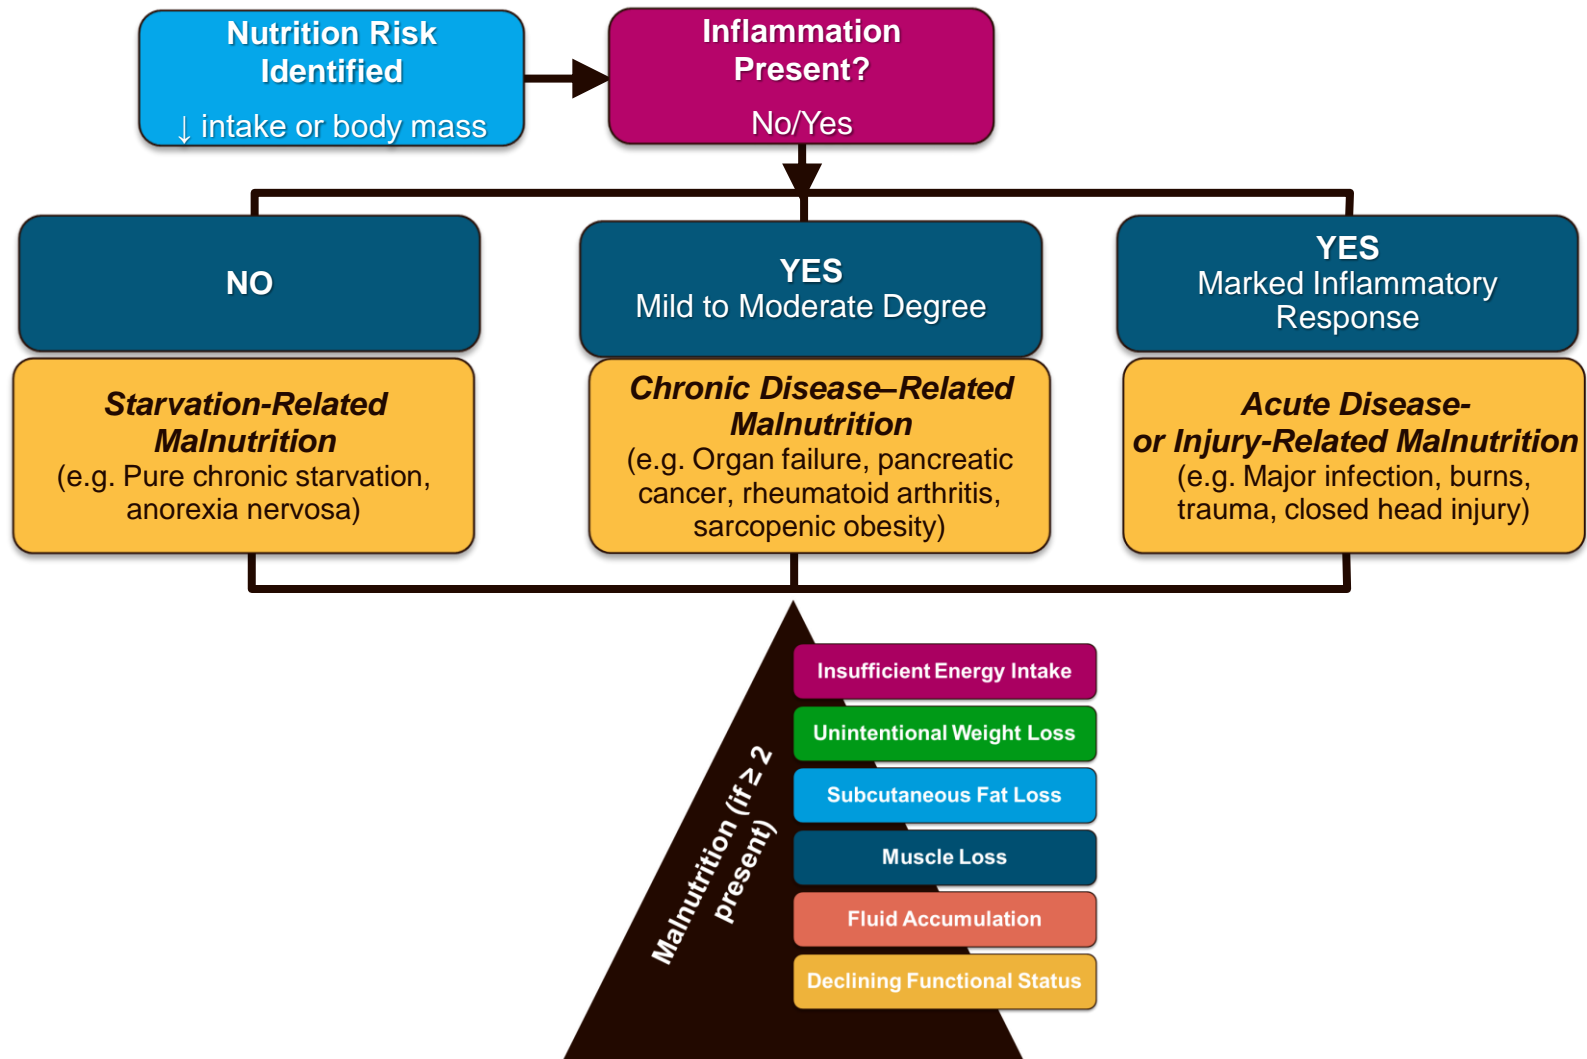 Nutrition Risk
Identified
↓ intake or body mass
Inflammation
Present?
No/Yes
NO
YES
Mild to Moderate Degree
YES
Marked Inflammatory
Response
Starvation-Related
Malnutrition
(e.g. Pure chronic starvation,
anorexia nervosa)
Chronic Disease–Related
Malnutrition
(e.g. Organ failure, pancreatic
cancer, rheumatoid arthritis,
sarcopenic obesity)
Acute Disease-
or Injury-Related Malnutrition
(e.g. Major infection, burns,
trauma, closed head injury)
Malnutrition (if ≥ 2
present)
Insufficient Energy Intake
Unintentional Weight Loss
Subcutaneous Fat Loss
Muscle Loss
Fluid Accumulation
Declining Functional Status